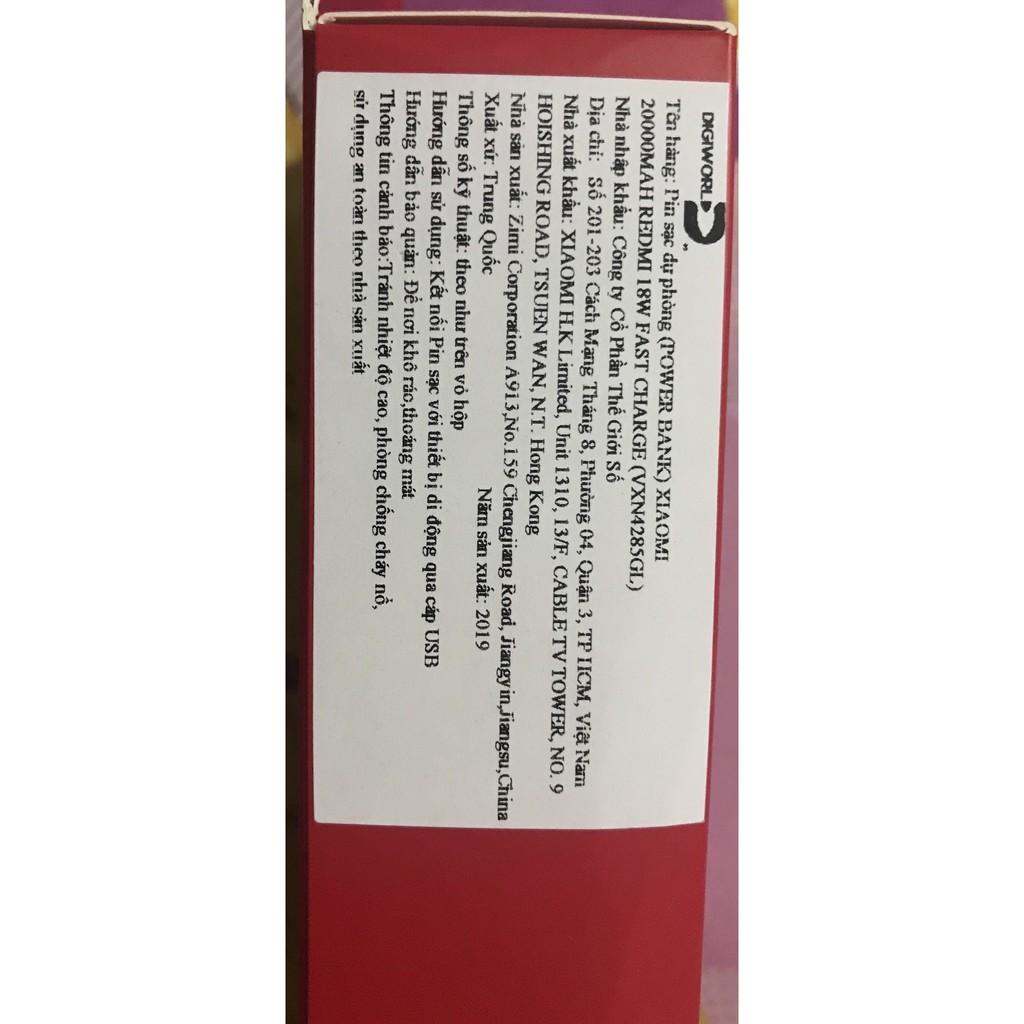 DIGIWORLD
Tên hàng: Pin sạc dự phòng (POWER BANK) XIAOMI
20000MAH REDMI 18W FAST CHARGE (VXN4285GL)
Nhà nhập khẩu: Công ty Cổ Phần Thế Giới Số
Địa chỉ: Số 201-203 Cách Mạng Tháng 8, Phường 04, Quận 3, TP HCM, Việt Nam
Nhà xuất khẩu: XIAOMI H.K Limited, Unit 1310, 13/F, CABLE TV TOWER, NO. 9
HOISHING ROAD, TSUEN WAN, N.T. Hong Kong
Nhà sản xuất: Zimi Corporation A913,No.159 Chengjiang Road, Jiangyin,Jiangsu,China
Xuất xứ: Trung Quốc Năm sản xuất: 2019
Thông số kỹ thuật: theo như trên vỏ hộp
Hướng dẫn sử dụng: Kết nối Pin sạc với thiết bị di động qua cáp USB
Hướng dẫn bảo quản: Để nơi khô ráo,thoáng mát
Thông tin cảnh báo:Tránh nhiệt độ cao, phòng chống cháy nổ,
sử dụng an toàn theo nhà sản xuất